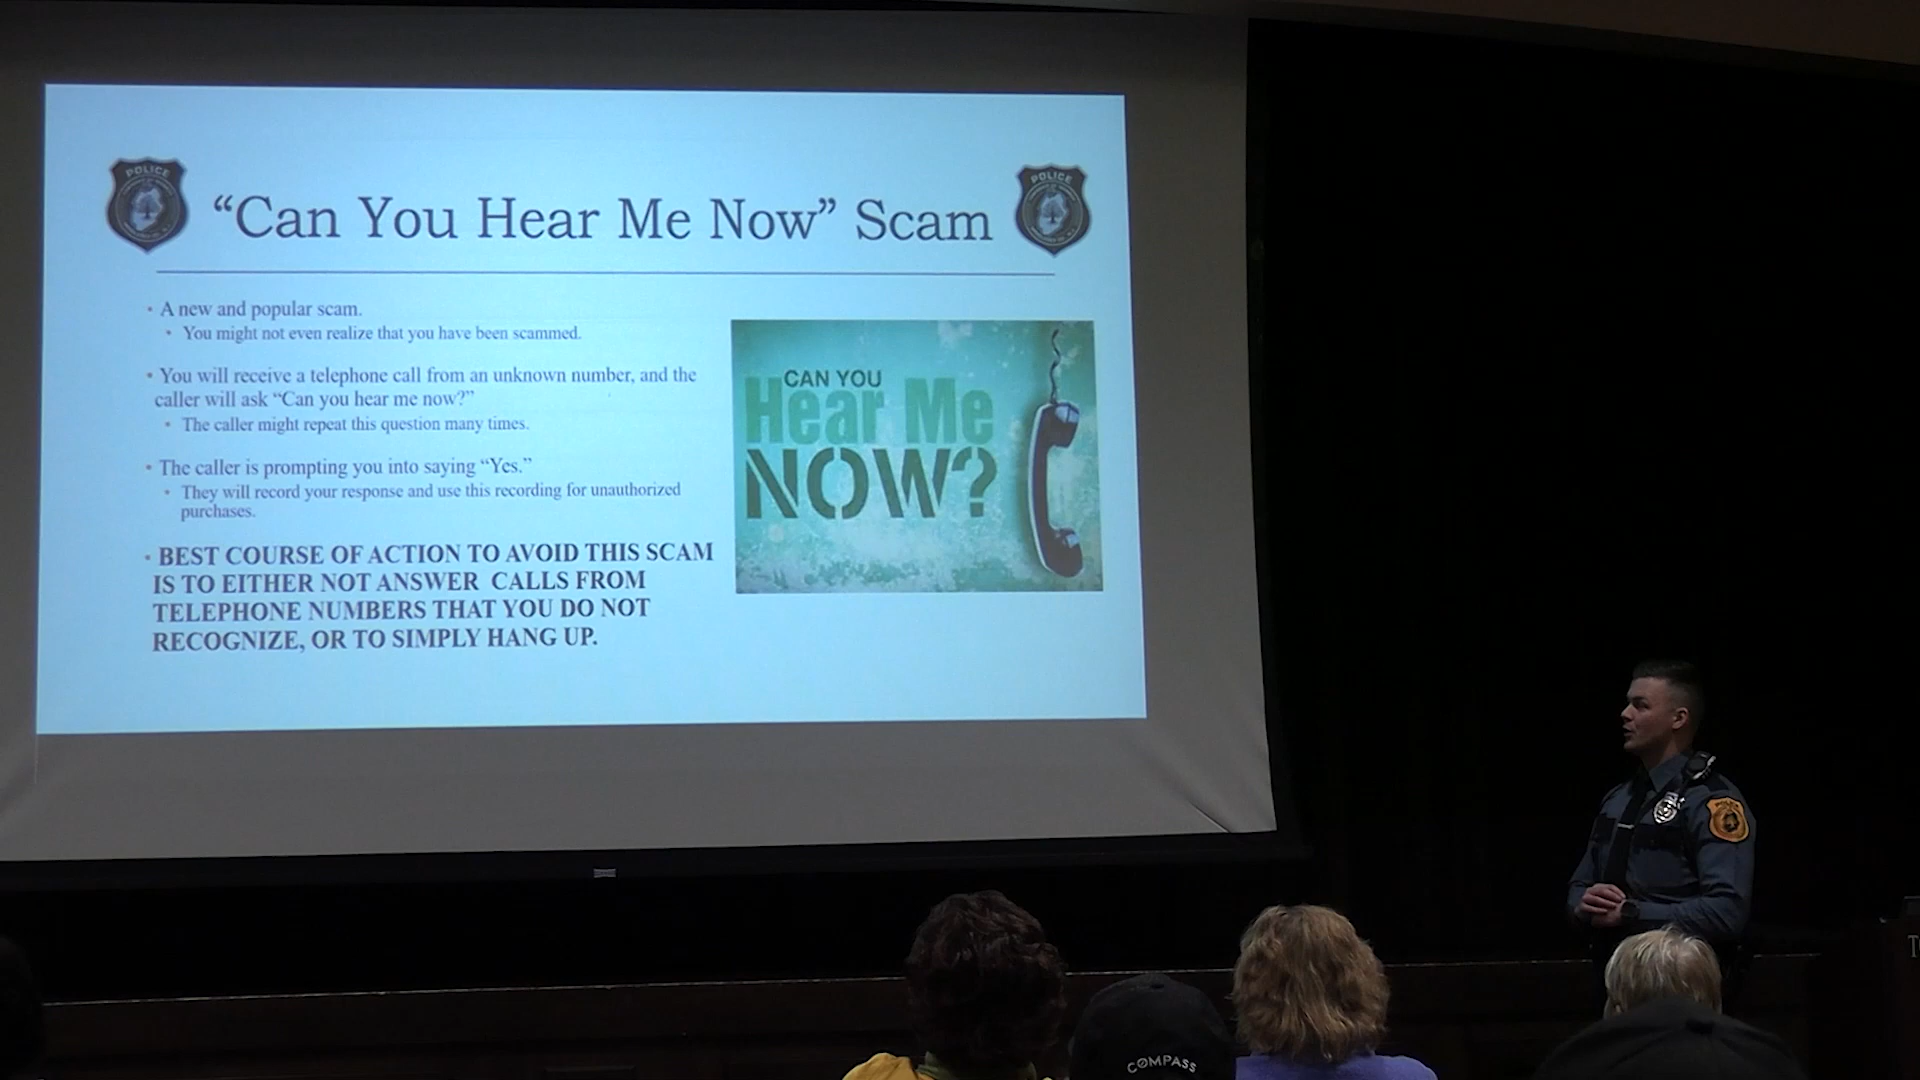 POLICE
POLICE
“Can You Hear Me Now” Scam
• A new and popular scam.
• You might not even realize that you have been scammed.
• You will receive a telephone call from an unknown number, and the
caller will ask “Can you hear me now?”
• The caller might repeat this question many times.
• The caller is prompting you into saying “Yes.”
• They will record your response and use this recording for unauthorized
purchases.
• BEST COURSE OF ACTION TO AVOID THIS SCAM
IS TO EITHER NOT ANSWER CALLS FROM
TELEPHONE NUMBERS THAT YOU DO NOT
RECOGNIZE, OR TO SIMPLY HANG UP.
CAN YOU
Hear Me
NOW?
POLICE
COMPASS